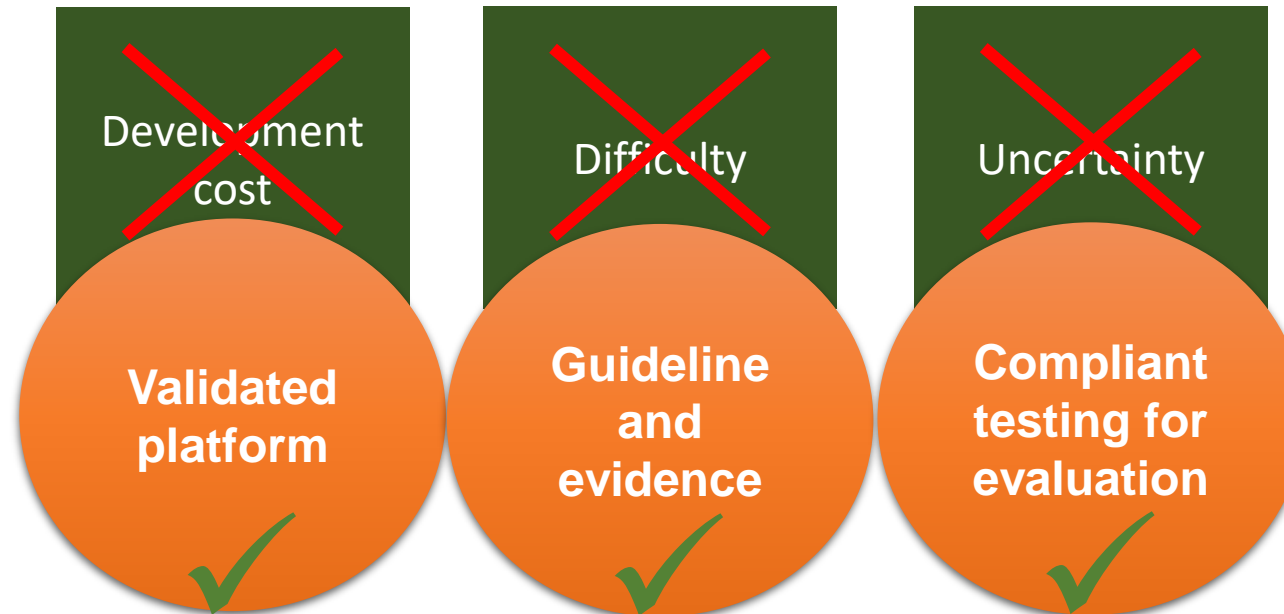 Development
cost
Difficulty
Uncertainty
Validated
platform
Guideline
and
evidence
Compliant
testing for
evaluation